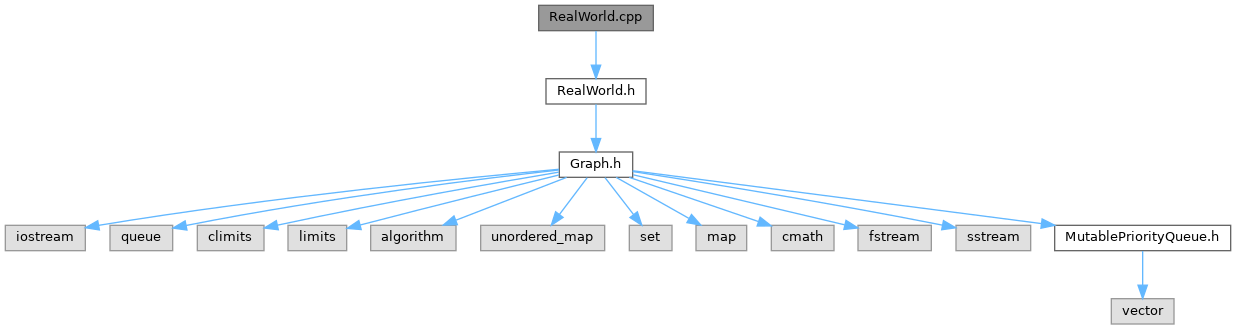 RealWorld.cpp
RealWorld.h
Graph.h
iostream
queue
climits
limits
algorithm
unordered_map
set
map
cmath
fstream
sstream
MutablePriorityQueue.h
vector